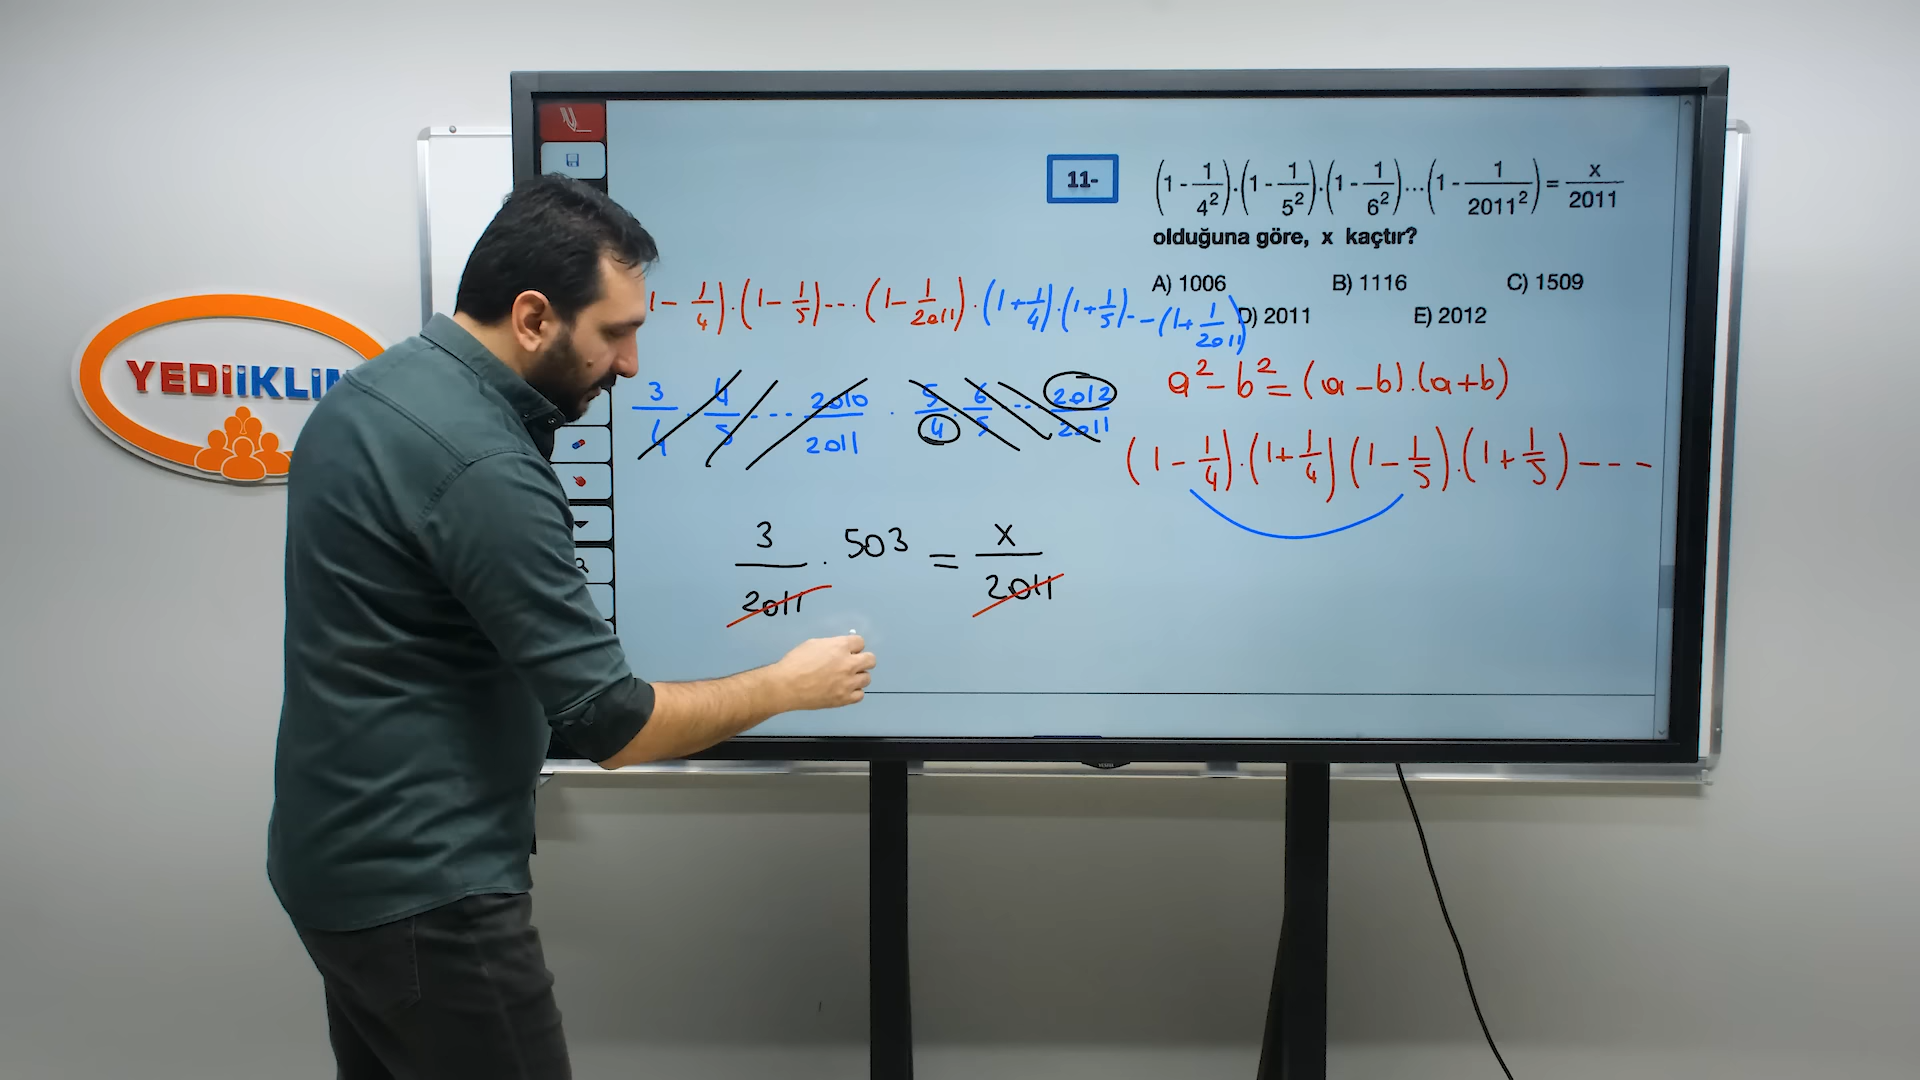 YEDiiKLiM
11-
(1 - 1/4²).(1 - 1/5²).(1 - 1/6²)...(1 - 1/2011²) = x/2011
olduğuna göre, x kaçtır?
A) 1006 B) 1116 C) 1509
D) 2011 E) 2012
1 - 1/4).(1 - 1/5)--- (1 - 1/2011).(1 + 1/4).(1 + 1/5)-- -(1 + 1/2011)
a² - b² = (a - b).(a + b)
3/4 . 4/5 ---- 2010/2011 . 5/4 . 6/5 --- 2012/2011
(1 - 1/4).(1 + 1/4)(1 - 1/5).(1 + 1/5) ----
3/2011 . 503 = x/2011